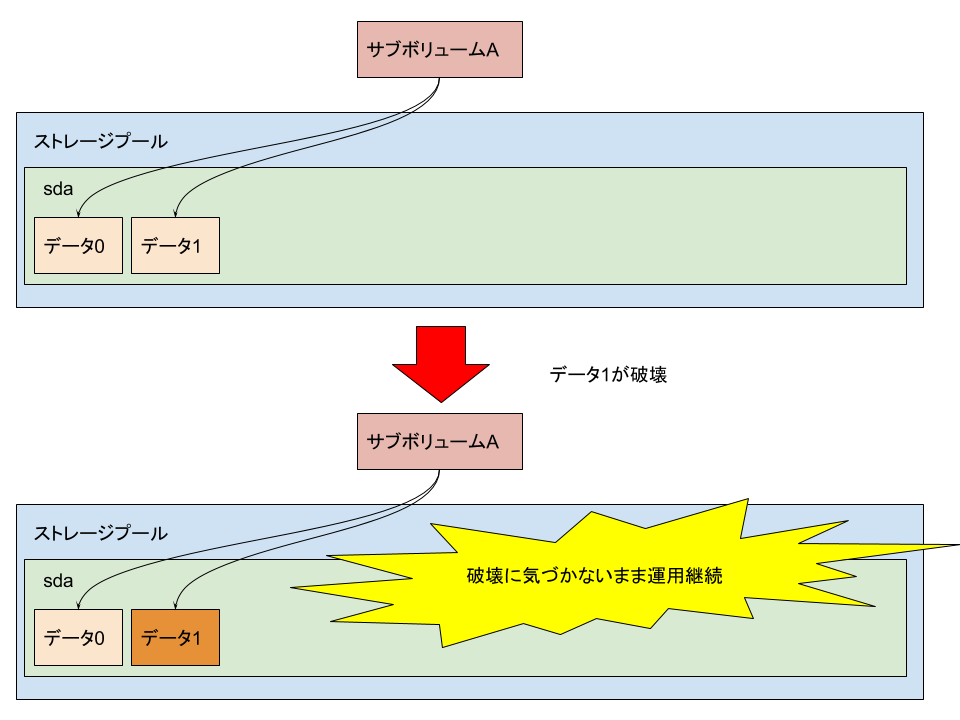 サブボリュームA
ストレージプール
sda
データ0
データ1
データ1が破壊
サブボリュームA
ストレージプール
破壊に気づかないまま運用継続
sda
データ0
データ1